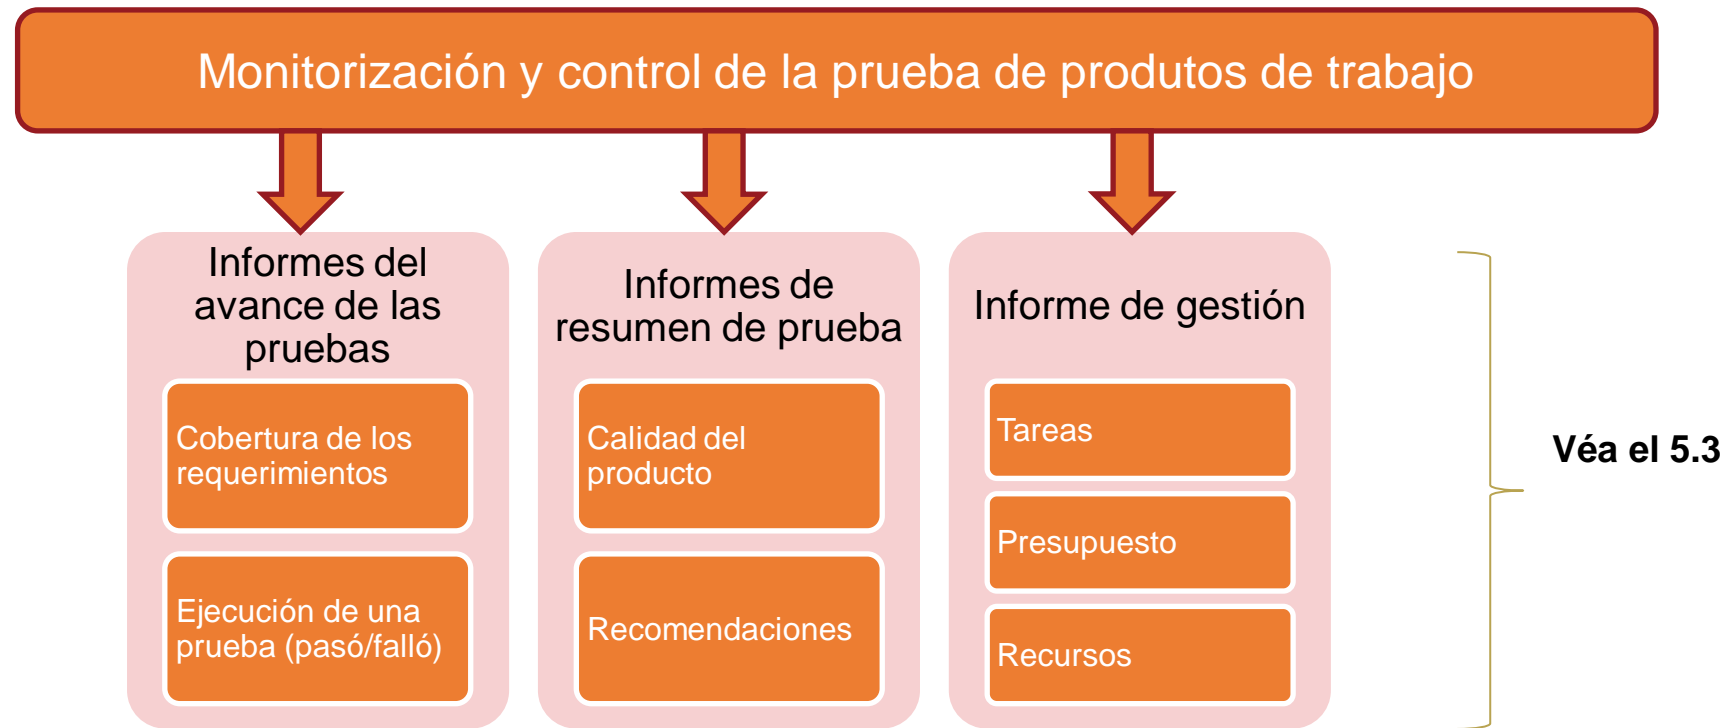 Monitorización y control de la prueba de produtos de trabajo
Informes del
avance de las
pruebas
Cobertura de los
requerimientos
Ejecución de una
prueba (pasó/falló)
Informes de
resumen de prueba
Calidad del
producto
Recomendaciones
Informe de gestión
Tareas
Presupuesto
Recursos
Véa el 5.3